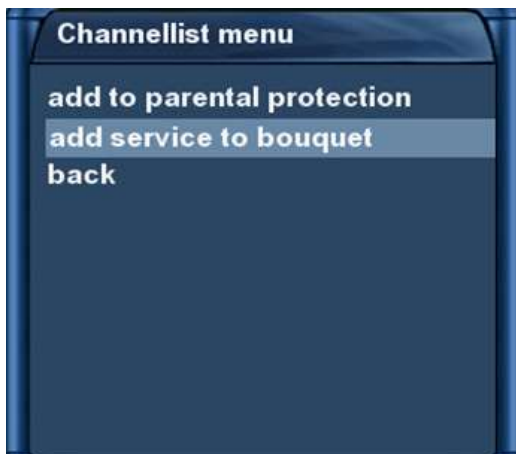 Channellist menu
add to parental protection
add service to bouquet
back